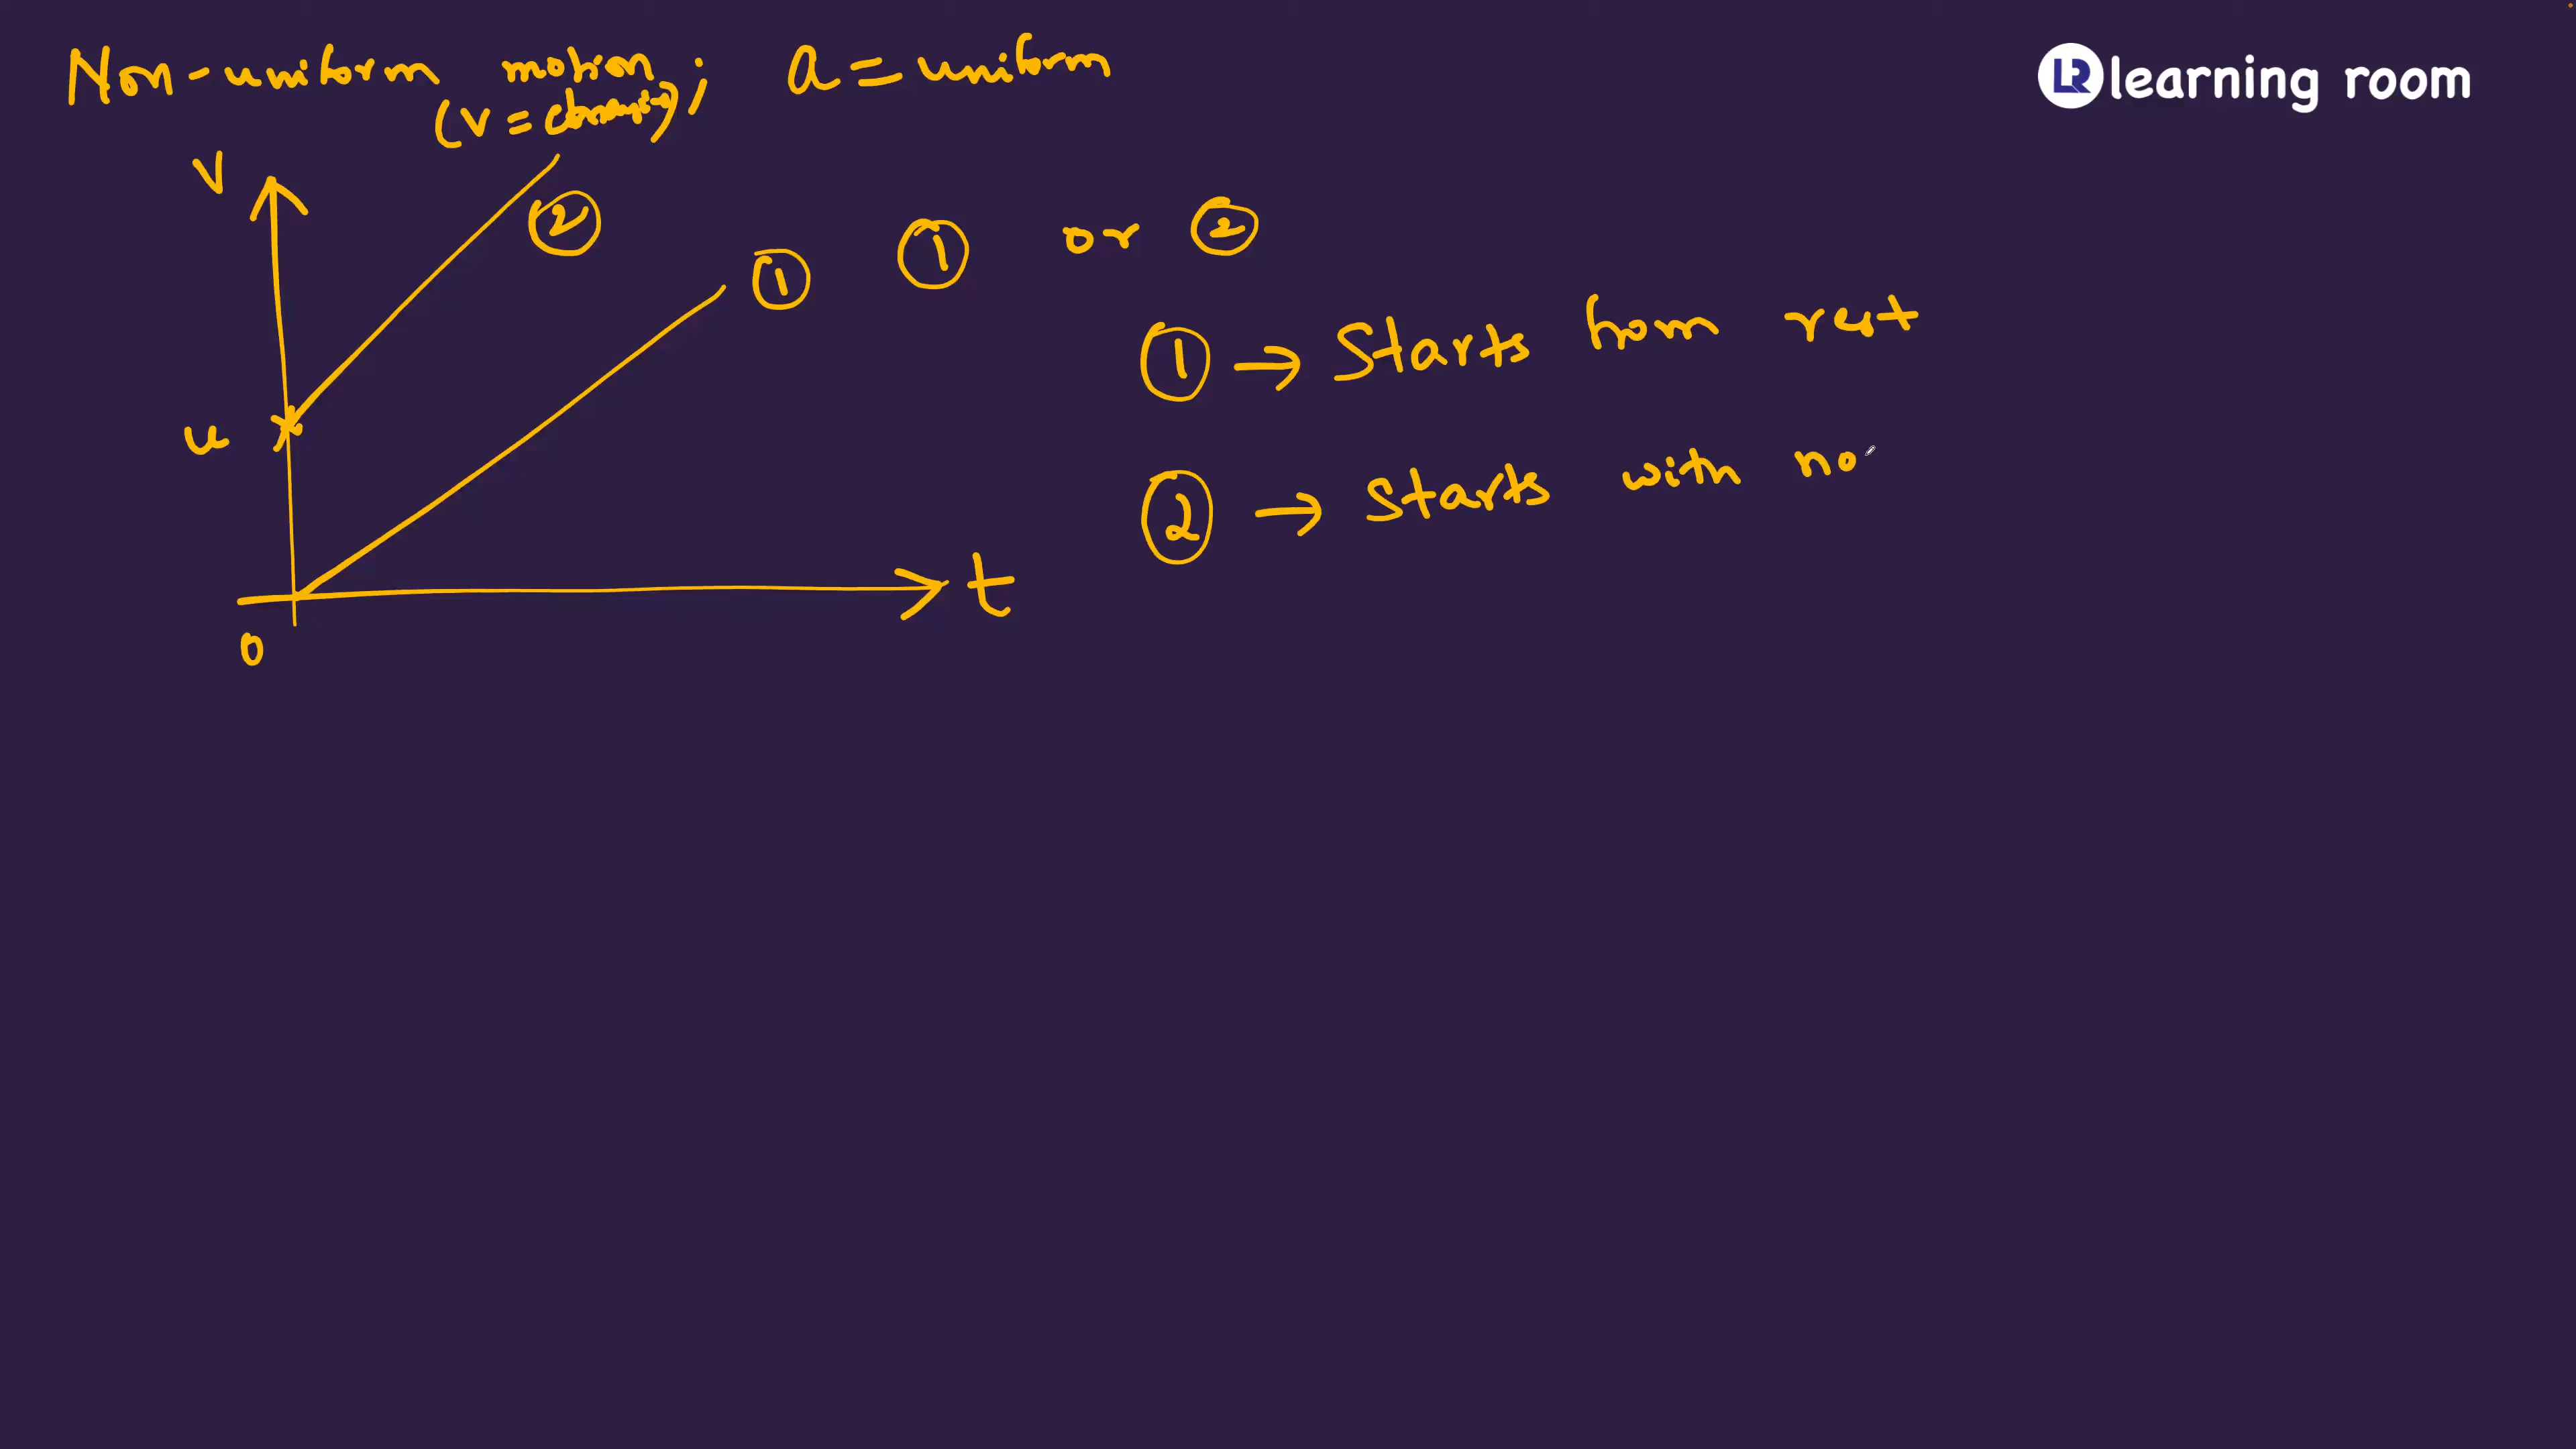 Non-uniform motion ; a = uniform
(v = changing)
learning room
v
②
① ① or ②
① → Starts from rest
u
② → Starts with no
t
0